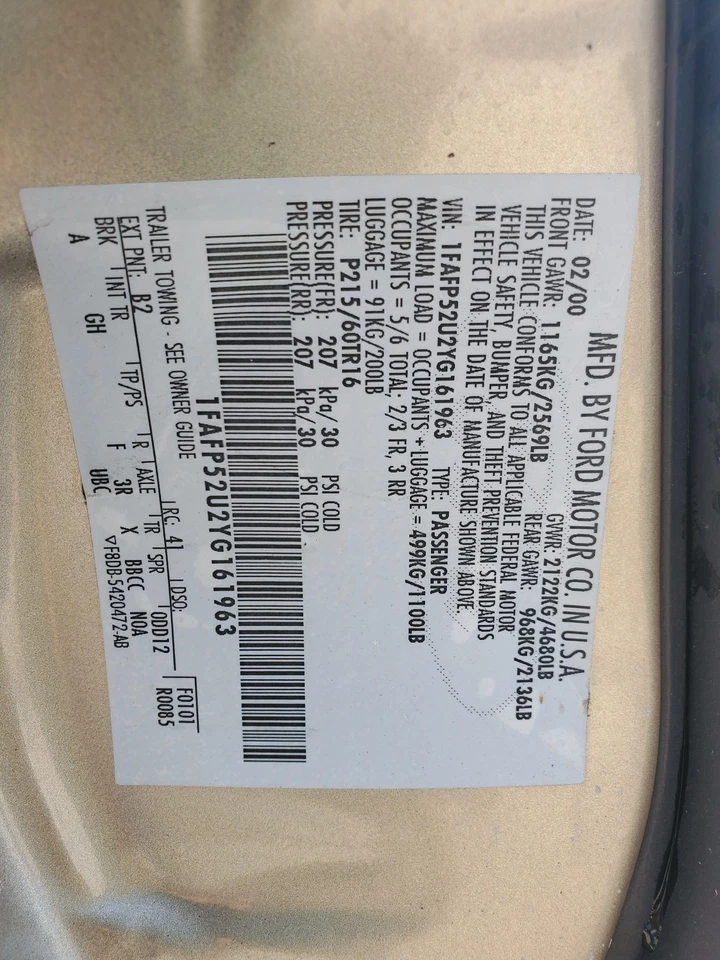 MFD. BY FORD MOTOR CO. IN U.S.A.
DATE: 02/00 GVWR: 2122KG/4680LB
FRONT GAWR: 1165KG/2569LB REAR GAWR: 968KG/2136LB
THIS VEHICLE CONFORMS TO ALL APPLICABLE FEDERAL MOTOR
VEHICLE SAFETY, BUMPER, AND THEFT PREVENTION STANDARDS
IN EFFECT ON THE DATE OF MANUFACTURE SHOWN ABOVE.
VIN: 1FAFP52U2YG161963 TYPE: PASSENGER
MAXIMUM LOAD = OCCUPANTS + LUGGAGE = 499KG/1100LB
OCCUPANTS = 5/6 TOTAL; 2/3 FR, 3 RR
LUGGAGE = 91KG/200LB
TIRE: P215/60TR16
PRESSURE(FR): 207 kPa/30 PSI COLD
PRESSURE(RR): 207 kPa/30 PSI COLD
1FAFP52U2YG161963
TRAILER TOWING - SEE OWNER GUIDE
F0101
EXT PNT: B2 RC: 41 DSO: R0085
BRK INT TR TP/PS R AXLE TR SPR ODD12
A GH F 3R X BBCC NOA
UBC ▽F8DB-5420472-AB